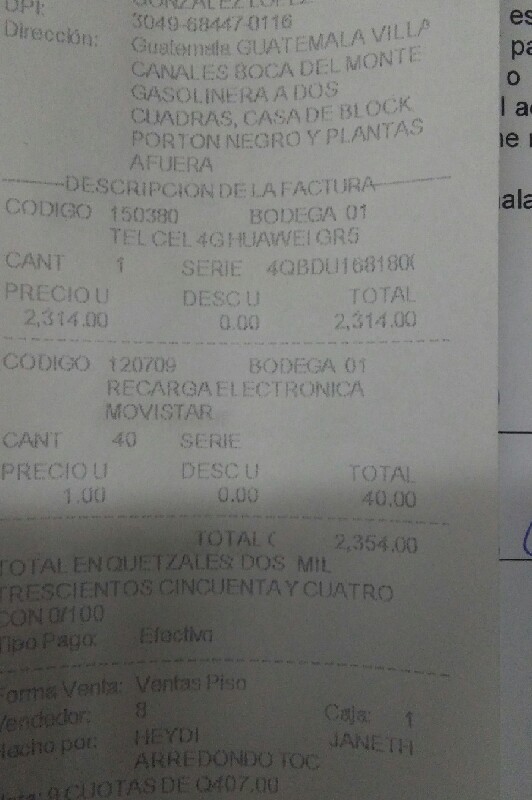 DPI: GONZALEZ LOPEZ
3049-68447-0116
Dirección: Guatemala GUATEMALA VILLA
CANALES BOCA DEL MONTE
GASOLINERA A DOS
CUADRAS, CASA DE BLOCK
PORTON NEGRO Y PLANTAS
AFUERA
DESCRIPCION DE LA FACTURA
CODIGO 150380 BODEGA 01
TEL CEL 4G HUAWEI GR5
CANT 1 SERIE 4QBDU1681800
PRECIO U DESC U TOTAL
2,314.00 0.00 2,314.00
CODIGO 120709 BODEGA 01
RECARGA ELECTRONICA
MOVISTAR
CANT 40 SERIE
PRECIO U DESC U TOTAL
1.00 0.00 40.00
TOTAL ( 2,354.00
TOTAL EN QUETZALES: DOS MIL
TRESCIENTOS CINCUENTA Y CUATRO
CON 0/100
Tipo Pago: Efectivo
Forma Venta: Ventas Piso
Vendedor: 8 Caja: 1
Hecho por: HEYDI JANETH
ARREDONDO TOC
Nota: 9 CUOTAS DE Q407.00
es
pa
o